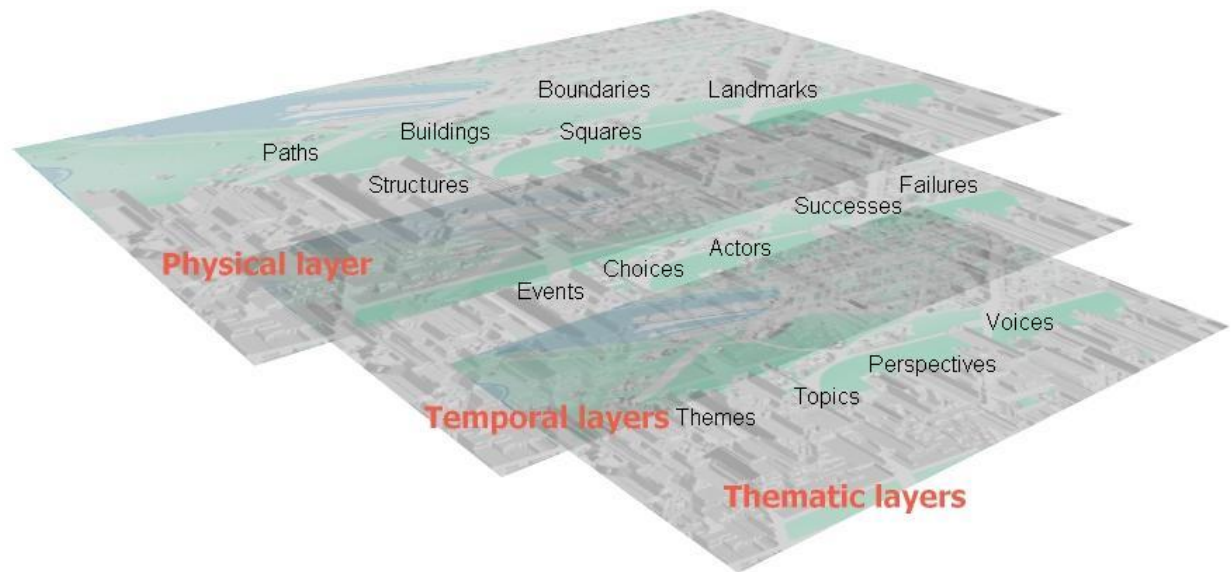 Boundaries
Landmarks
Buildings
Squares
Paths
Structures
Physical layer
Failures
Successes
Actors
Choices
Events
Temporal layers
Voices
Perspectives
Topics
Themes
Thematic layers